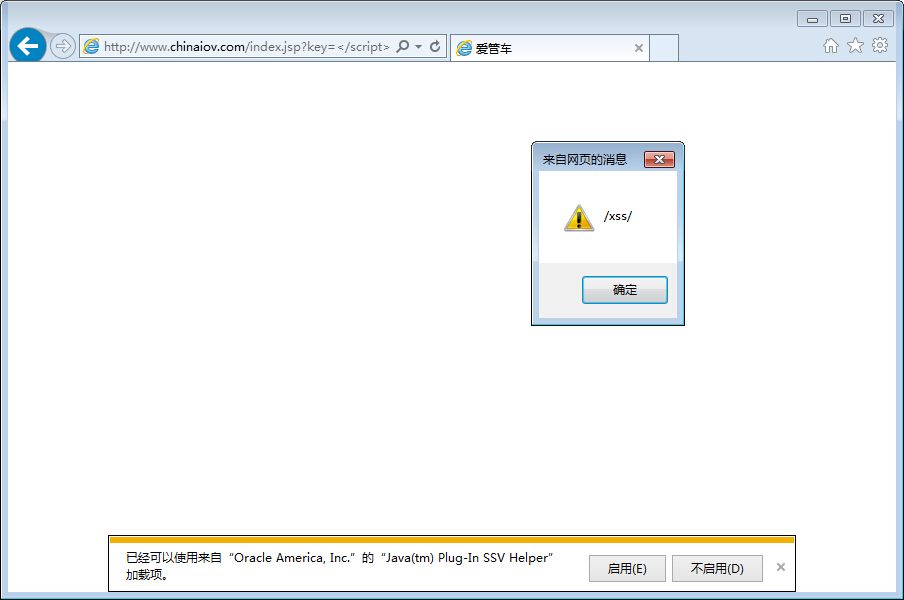 http://www.chinaiov.com/index.jsp?key=</script>
爱管车
来自网页的消息
/xss/
确定
已经可以使用来自“Oracle America, Inc.”的“Java(tm) Plug-In SSV Helper”
加载项。
启用(E)
不启用(D)